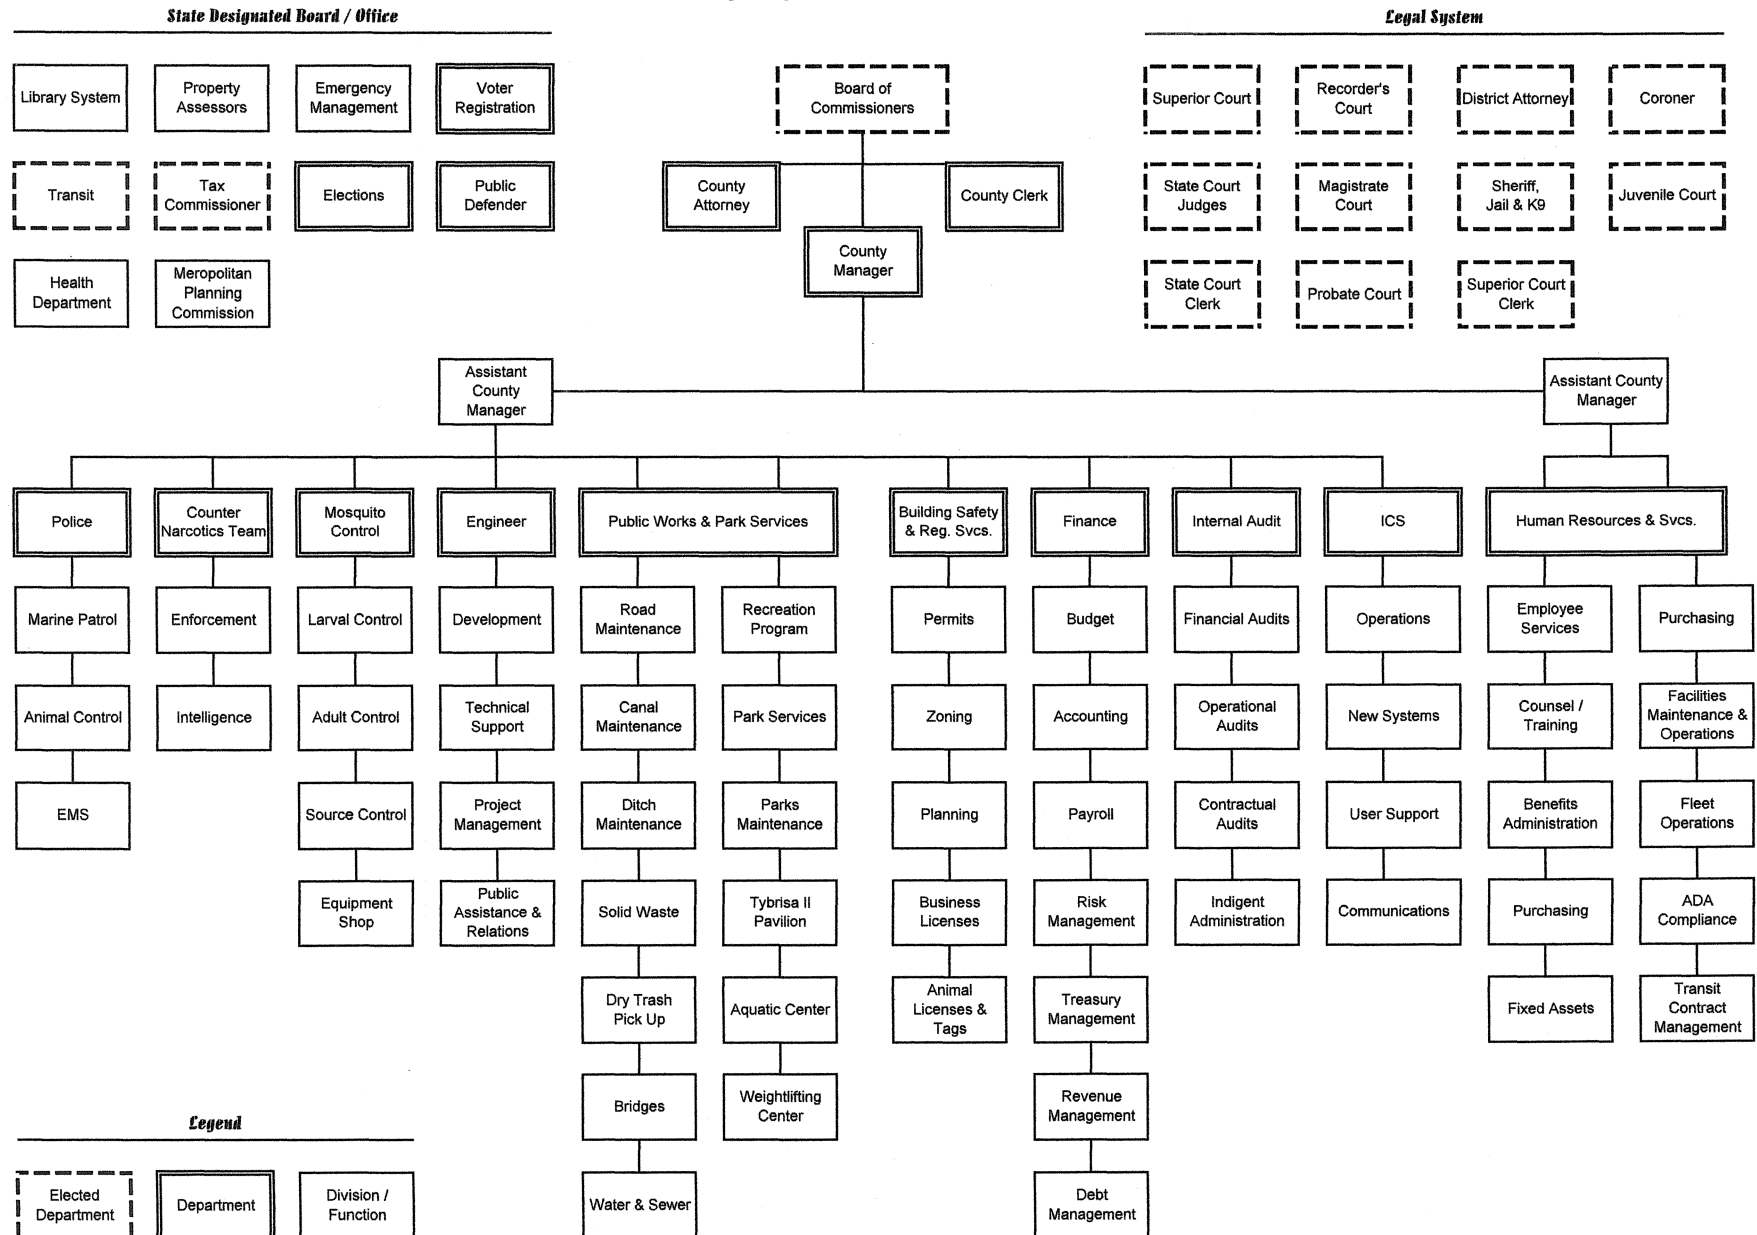 State Designated Board / Office
Legal System
Library System
Property
Assessors
Emergency
Management
Voter
Registration
Board of
Commissioners
Superior Court
Recorder's
Court
District Attorney
Coroner
Transit
Tax
Commissioner
Elections
Public
Defender
County
Attorney
County Clerk
State Court
Judges
Magistrate
Court
Sheriff,
Jail & K9
Juvenile Court
County
Manager
Health
Department
Meropolitan
Planning
Commission
State Court
Clerk
Probate Court
Superior Court
Clerk
Assistant
County
Manager
Assistant County
Manager
Police
Counter
Narcotics Team
Mosquito
Control
Engineer
Public Works & Park Services
Building Safety
& Reg. Svcs.
Finance
Internal Audit
ICS
Human Resources & Svcs.
Marine Patrol
Enforcement
Larval Control
Development
Road
Maintenance
Recreation
Program
Permits
Budget
Financial Audits
Operations
Employee
Services
Purchasing
Animal Control
Intelligence
Adult Control
Technical
Support
Canal
Maintenance
Park Services
Zoning
Accounting
Operational
Audits
New Systems
Counsel /
Training
Facilities
Maintenance &
Operations
EMS
Source Control
Project
Management
Ditch
Maintenance
Parks
Maintenance
Planning
Payroll
Contractual
Audits
User Support
Benefits
Administration
Fleet
Operations
Equipment
Shop
Public
Assistance &
Relations
Solid Waste
Tybrisa II
Pavilion
Business
Licenses
Risk
Management
Indigent
Administration
Communications
Purchasing
ADA
Compliance
Dry Trash
Pick Up
Aquatic Center
Animal
Licenses &
Tags
Treasury
Management
Fixed Assets
Transit
Contract
Management
Bridges
Weightlifting
Center
Revenue
Management
Legend
Elected
Department
Department
Division /
Function
Water & Sewer
Debt
Management